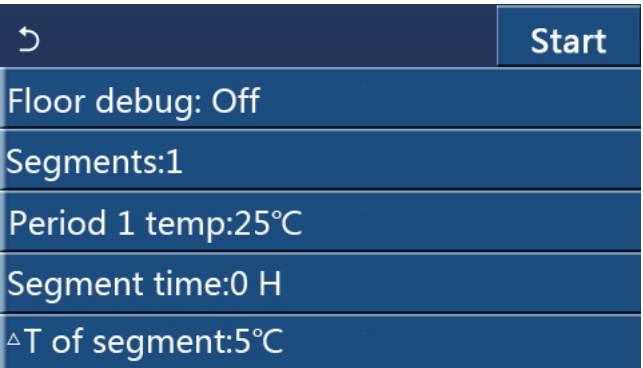 Start
Floor debug: Off
Segments:1
Period 1 temp:25℃
Segment time:0 H
△T of segment:5℃